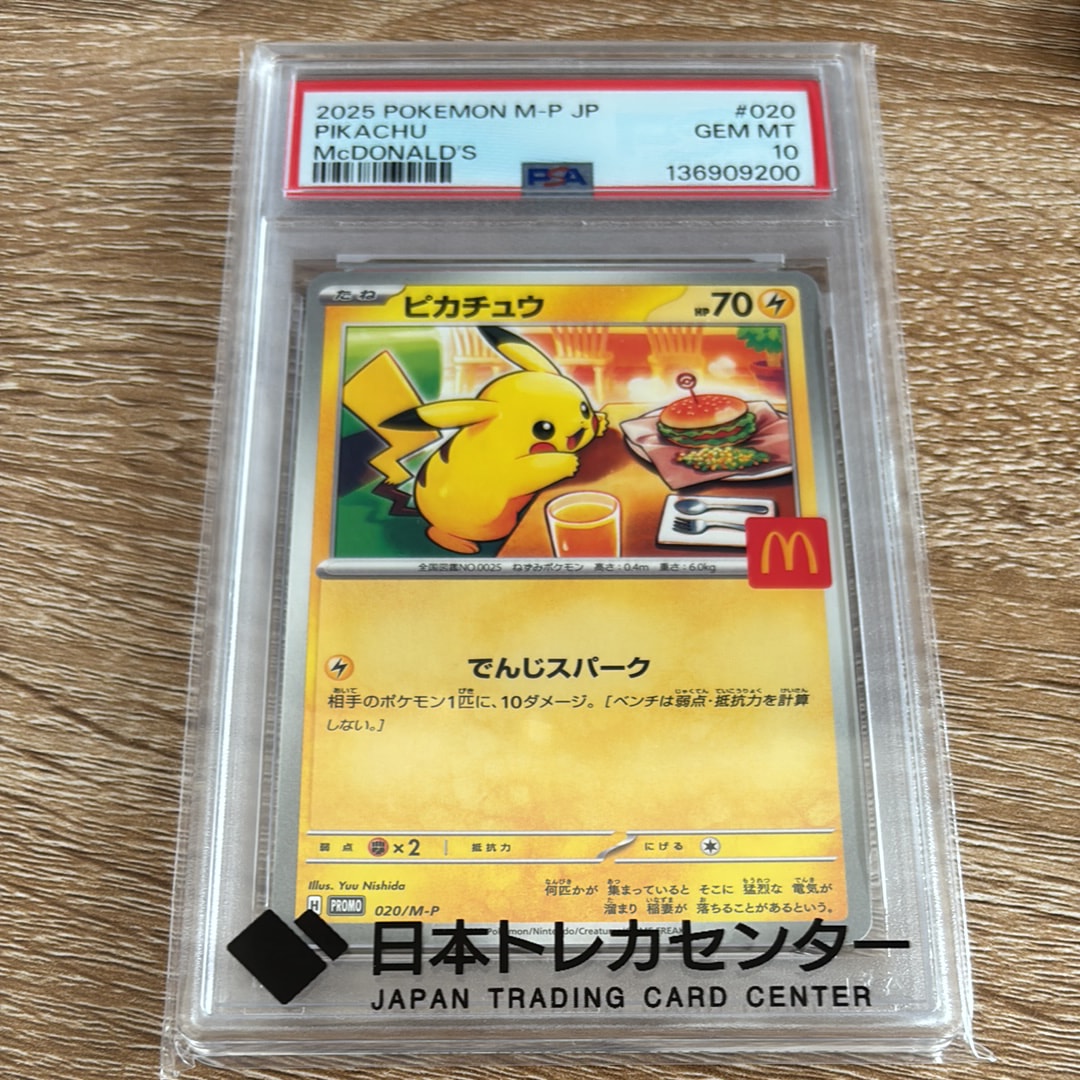 2025 POKEMON M-P JP #020
PIKACHU GEM MT
McDONALD'S 10
PSA 136909200
たね ピカチュウ HP70
全国図鑑NO.0025 ねずみポケモン 高さ:0.4m 重さ:6.0kg
でんじスパーク
相手のポケモン1匹に、10ダメージ。[ベンチは弱点・抵抗力を計算
しない。]
弱点 ×2 抵抗力 にげる
Illus. Yuu Nishida
何匹かが 集まっていると そこに 猛烈な 電気が
溜まり 稲妻が 落ちることがあるという。
H PROMO 020/M-P
Pokémon/Nintendo/Creatures/GAME FREAK
日本トレカセンター
JAPAN TRADING CARD CENTER